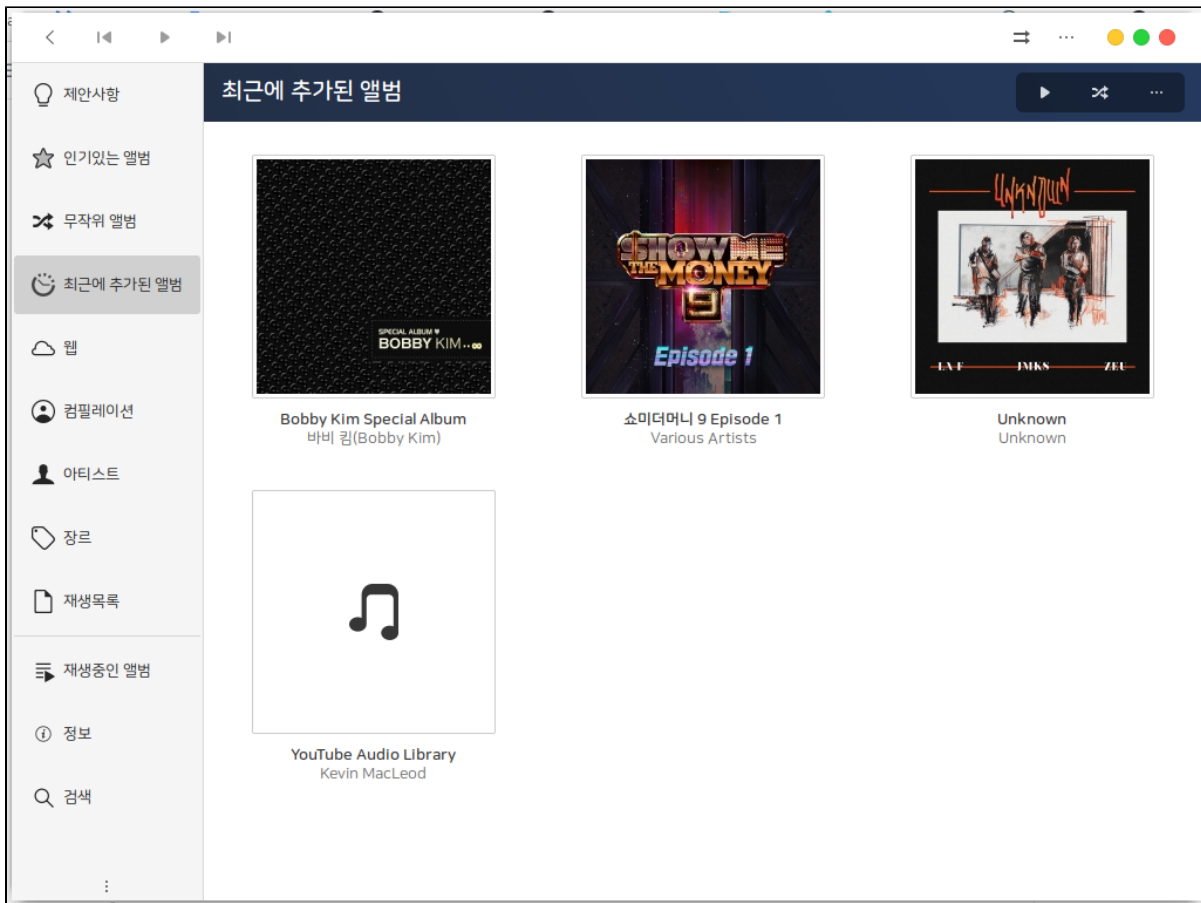 최근에 추가된 앨범
제안사항
인기있는 앨범
무작위 앨범
최근에 추가된 앨범
웹
컴필레이션
아티스트
장르
재생목록
재생중인 앨범
정보
검색
SPECIAL ALBUM ♥
BOBBY KIM..∞
Bobby Kim Special Album
바비 킴(Bobby Kim)
SHOW ME
THE MONEY
9
Episode 1
쇼미더머니 9 Episode 1
Various Artists
UNKNOWN
JMKS
ZEU
Unknown
Unknown
YouTube Audio Library
Kevin MacLeod